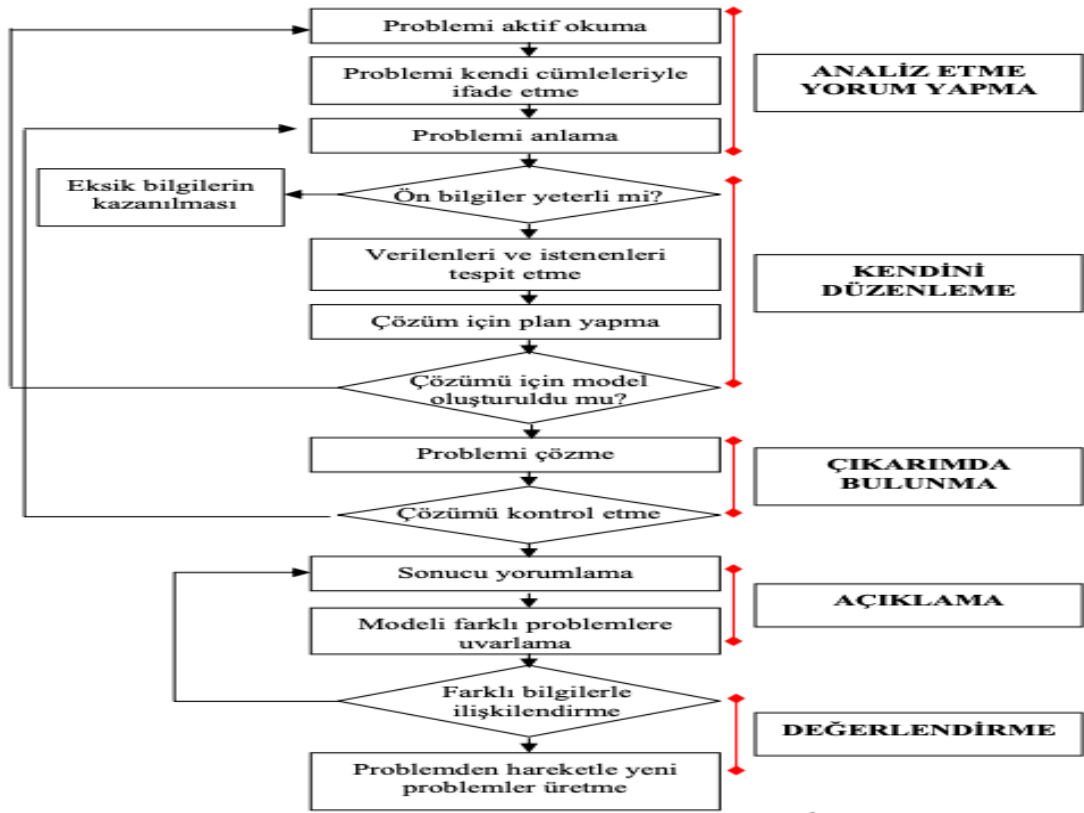 Problemi aktif okuma
Problemi kendi cümleleriyle
ifade etme
ANALİZ ETME
YORUM YAPMA
Problemi anlama
Eksik bilgilerin
kazanılması
Ön bilgiler yeterli mi?
Verilenleri ve istenenleri
tespit etme
KENDİNİ
DÜZENLEME
Çözüm için plan yapma
Çözümü için model
oluşturuldu mu?
Problemi çözme
ÇIKARIMDA
BULUNMA
Çözümü kontrol etme
Sonucu yorumlama
AÇIKLAMA
Modeli farklı problemlere
uvarlama
Farklı bilgilerle
ilişkilendirme
DEĞERLENDİRME
Problemden hareketle yeni
problemler üretme